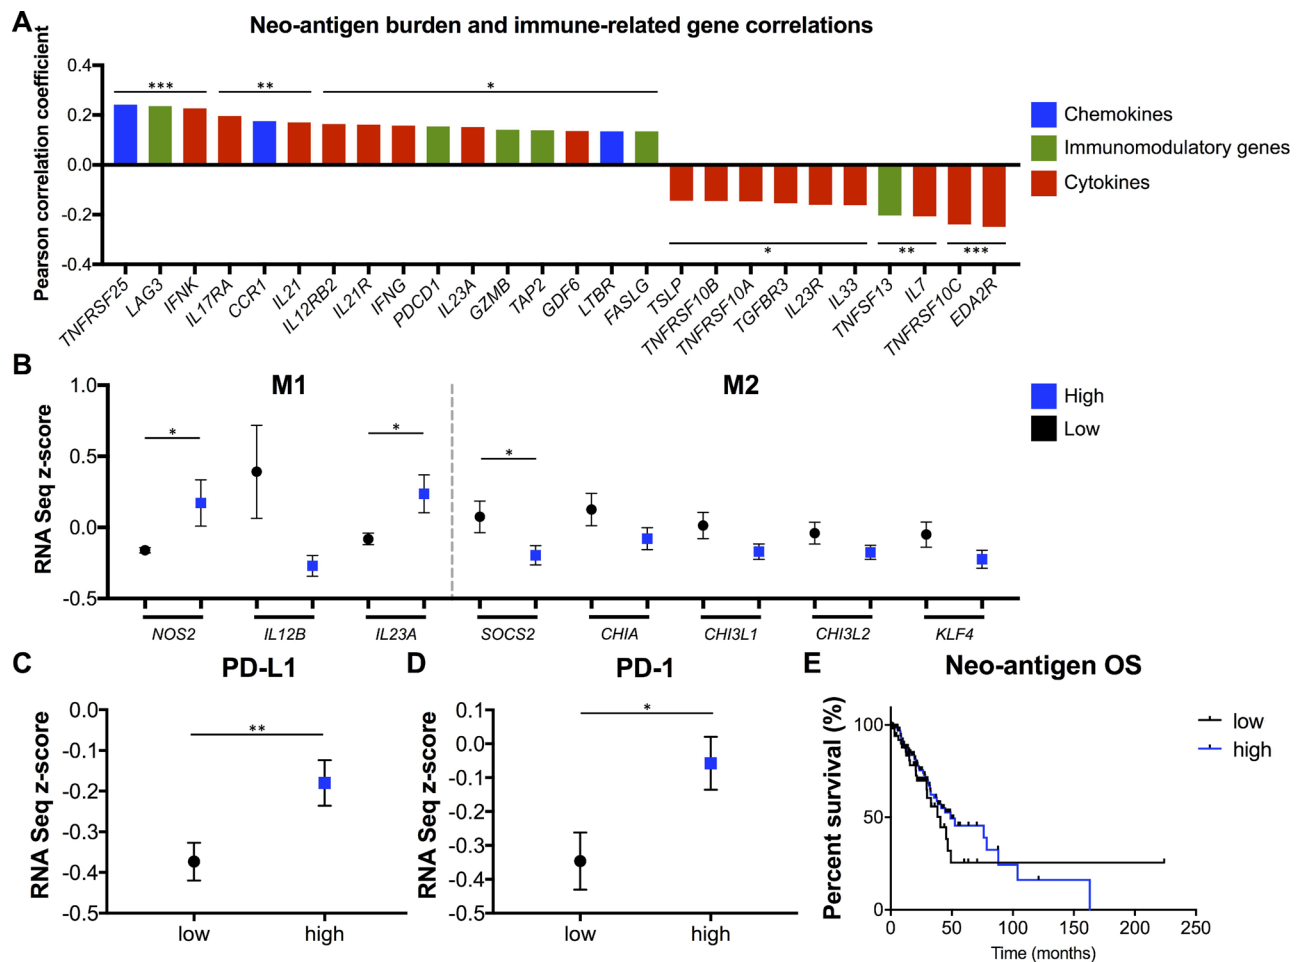 A
Neo-antigen burden and immune-related gene correlations
Pearson correlation coefficient
0.4
0.2
0.0
-0.2
-0.4
*** ** *
* ** ***
TNFRSF25 LAG3 IFNK IL17RA CCR1 IL21 IL12RB2 IL21R IFNG PDCD1 IL23A GZMB TAP2 GDF6 LTBR FASLG TSLP TNFRSF10B TNFRSF10A TGFBR3 IL23R IL33 TNFSF13 IL7 TNFRSF10C EDA2R
Chemokines
Immunomodulatory genes
Cytokines
B
M1 M2
RNA Seq z-score
1.0
0.5
0.0
-0.5
* * *
NOS2 IL12B IL23A SOCS2 CHIA CHI3L1 CHI3L2 KLF4
High
Low
C
PD-L1
RNA Seq z-score
0.0
-0.1
-0.2
-0.3
-0.4
-0.5
**
low high
D
PD-1
RNA Seq z-score
0.1
0.0
-0.1
-0.2
-0.3
-0.4
-0.5
*
low high
E
Neo-antigen OS
Percent survival (%)
100
50
0
0 50 100 150 200 250
Time (months)
low
high